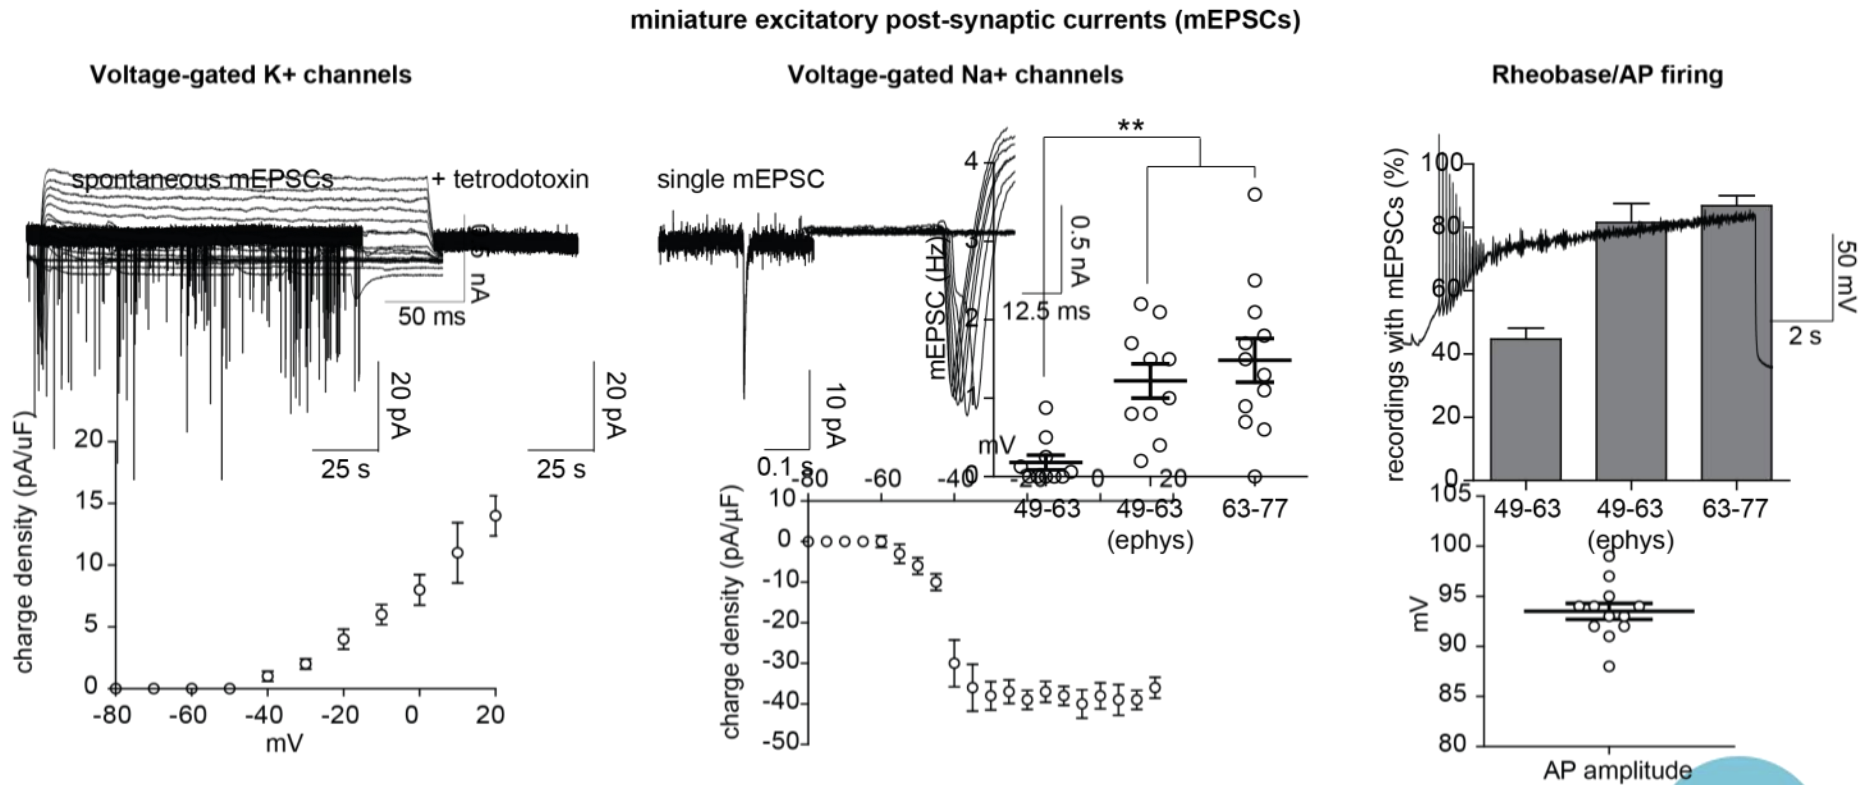 miniature excitatory post-synaptic currents (mEPSCs)
Voltage-gated K+ channels
Voltage-gated Na+ channels
Rheobase/AP firing
spontaneous mEPSCs
+ tetrodotoxin
single mEPSC
nA
50 ms
20 pA
25 s
20 pA
25 s
10 pA
0.1 s
**
0.5 nA
12.5 ms
mEPSC (Hz)
4
3
2
1
0
49-63
49-63
(ephys)
63-77
recordings with mEPSCs (%)
100
80
60
40
20
0
49-63
49-63
(ephys)
63-77
50 mV
2 s
charge density (pA/uF)
20
15
10
5
0
-80
-60
-40
-20
0
20
mV
mV
-80
-60
-40
-20
0
20
charge density (pA/µF)
10
0
-10
-20
-30
-40
-50
mV
105
100
95
90
85
80
AP amplitude